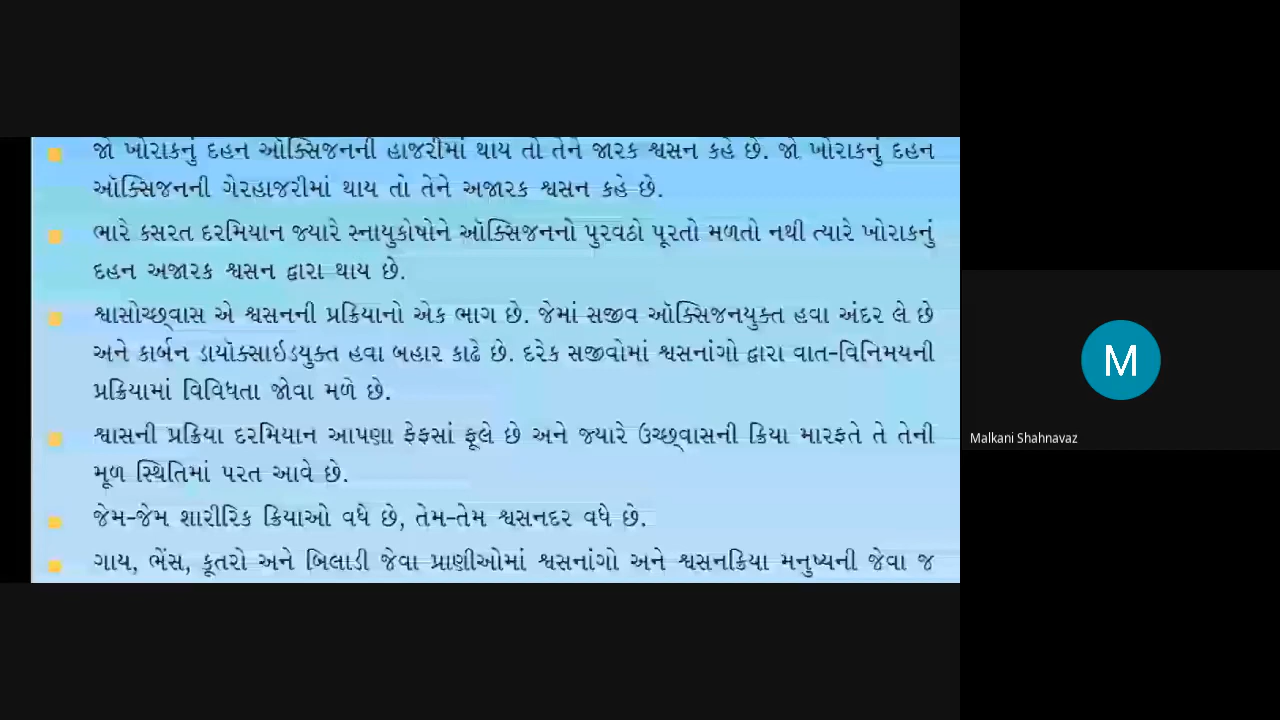 જો ખોરાકનું દહન ઑક્સિજનની હાજરીમાં થાય તો તેને જારક શ્વસન કહે છે. જો ખોરાકનું દહન
ઑક્સિજનની ગેરહાજરીમાં થાય તો તેને અજારક શ્વસન કહે છે.
ભારે કસરત દરમિયાન જ્યારે સ્નાયુકોષોને ઑક્સિજનનો પુરવઠો પૂરતો મળતો નથી ત્યારે ખોરાકનું
દહન અજારક શ્વસન દ્વારા થાય છે.
શ્વાસોચ્છ્વાસ એ શ્વસનની પ્રક્રિયાનો એક ભાગ છે. જેમાં સજીવ ઑક્સિજનયુક્ત હવા અંદર લે છે
અને કાર્બન ડાયૉક્સાઇડયુક્ત હવા બહાર કાઢે છે. દરેક સજીવોમાં શ્વસનાંગો દ્વારા વાત-વિનિમયની
પ્રક્રિયામાં વિવિધતા જોવા મળે છે.
શ્વાસની પ્રક્રિયા દરમિયાન આપણા ફેફસાં ફૂલે છે અને જ્યારે ઉચ્છ્વાસની ક્રિયા મારફતે તે તેની
મૂળ સ્થિતિમાં પરત આવે છે.
જેમ-જેમ શારીરિક ક્રિયાઓ વધે છે, તેમ-તેમ શ્વસનદર વધે છે.
ગાય, ભેંસ, કૂતરો અને બિલાડી જેવા પ્રાણીઓમાં શ્વસનાંગો અને શ્વસનક્રિયા મનુષ્યની જેવા જ
M
Malkani Shahnavaz